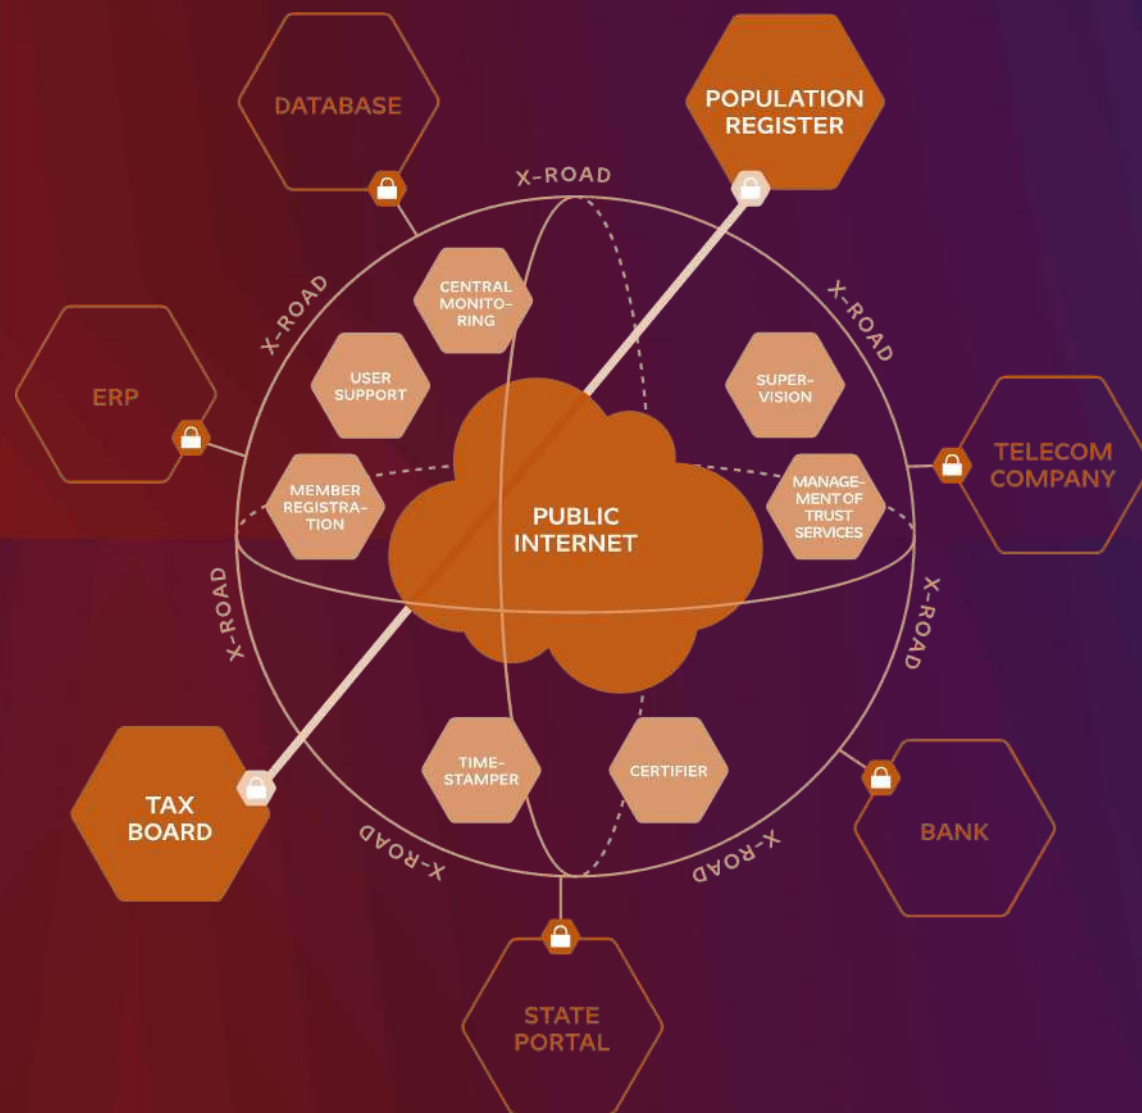 DATABASE
POPULATION
REGISTER
X-ROAD
CENTRAL
MONITO-
RING
X-ROAD
X-ROAD
USER
SUPPORT
SUPER-
VISION
ERP
TELECOM
COMPANY
MEMBER
REGISTRA-
TION
MANAGE-
MENT OF
TRUST
SERVICES
PUBLIC
INTERNET
X-ROAD
X-ROAD
TIME-
STAMPER
CERTIFIER
TAX
BOARD
BANK
X-ROAD
X-ROAD
STATE
PORTAL